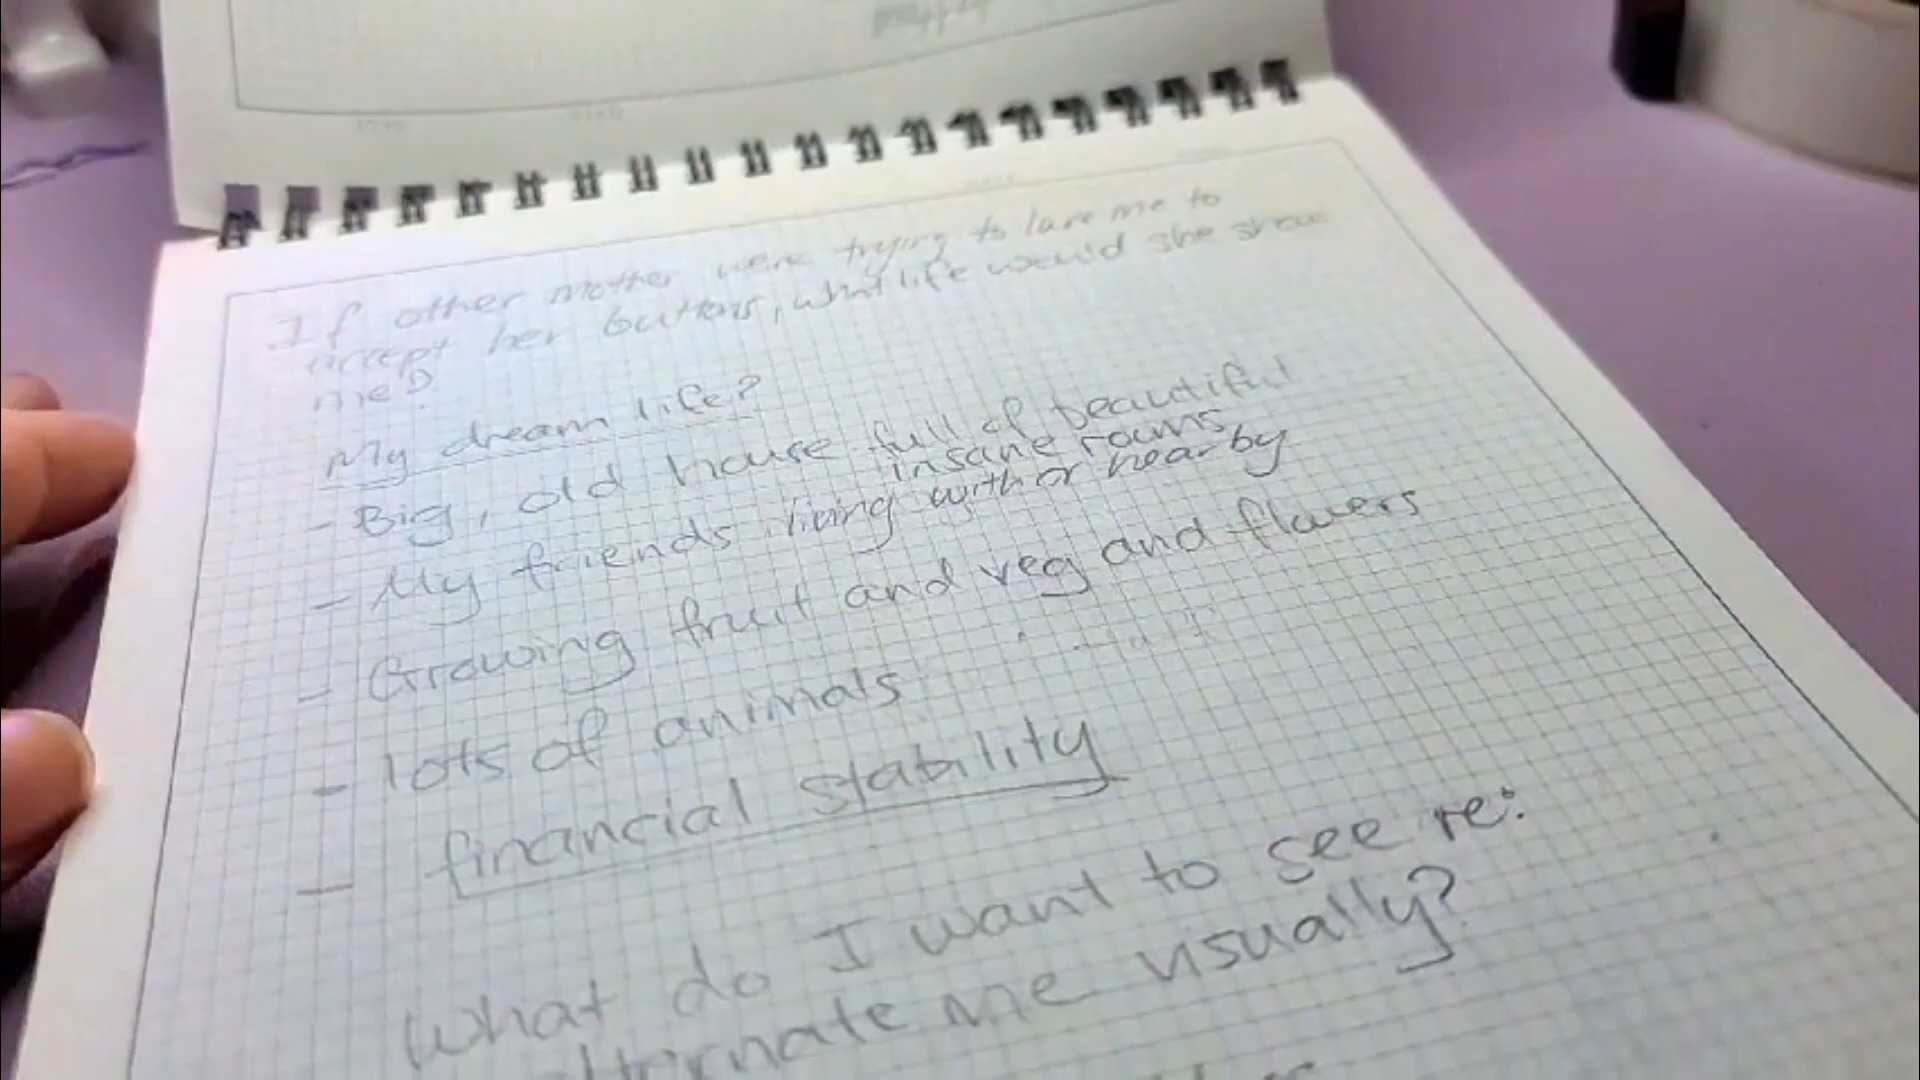 If other mother were trying to lure me to
accept her buttons, what life would she show
me?
My dream life?
- Big, old house full of beautiful
insane rooms
- My friends living with or nearby
- Growing fruit and veg and flowers
- lots of animals
- financial stability
What do I want to see re:
alternate me visually?